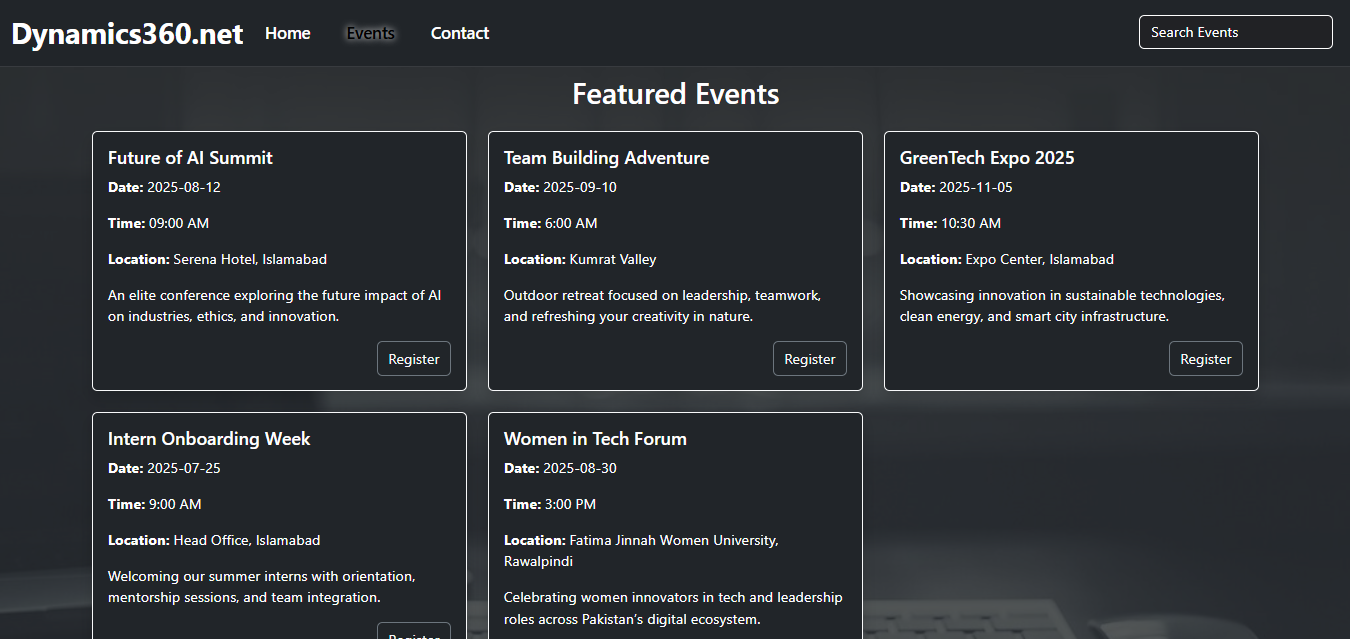 Dynamics360.net Home Events Contact Search Events
Featured Events
Future of AI Summit
Date: 2025-08-12
Time: 09:00 AM
Location: Serena Hotel, Islamabad
An elite conference exploring the future impact of AI
on industries, ethics, and innovation.
Register
Team Building Adventure
Date: 2025-09-10
Time: 6:00 AM
Location: Kumrat Valley
Outdoor retreat focused on leadership, teamwork,
and refreshing your creativity in nature.
Register
GreenTech Expo 2025
Date: 2025-11-05
Time: 10:30 AM
Location: Expo Center, Islamabad
Showcasing innovation in sustainable technologies,
clean energy, and smart city infrastructure.
Register
Intern Onboarding Week
Date: 2025-07-25
Time: 9:00 AM
Location: Head Office, Islamabad
Welcoming our summer interns with orientation,
mentorship sessions, and team integration.
Register
Women in Tech Forum
Date: 2025-08-30
Time: 3:00 PM
Location: Fatima Jinnah Women University,
Rawalpindi
Celebrating women innovators in tech and leadership
roles across Pakistan's digital ecosystem.